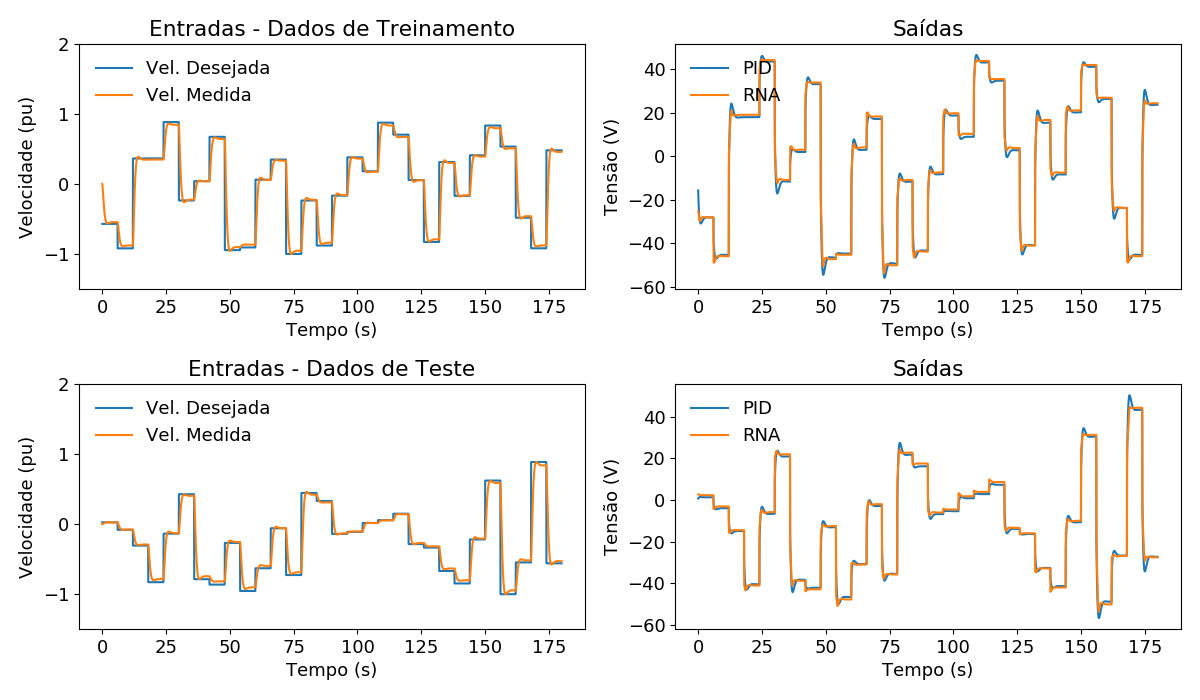 Entradas - Dados de Treinamento
2
1
0
−1
Velocidade (pu)
Vel. Desejada
Vel. Medida
0 25 50 75 100 125 150 175
Tempo (s)
Saídas
40
20
0
−20
−40
−60
Tensão (V)
PID
RNA
0 25 50 75 100 125 150 175
Tempo (s)
Entradas - Dados de Teste
2
1
0
−1
Velocidade (pu)
Vel. Desejada
Vel. Medida
0 25 50 75 100 125 150 175
Tempo (s)
Saídas
40
20
0
−20
−40
−60
Tensão (V)
PID
RNA
0 25 50 75 100 125 150 175
Tempo (s)